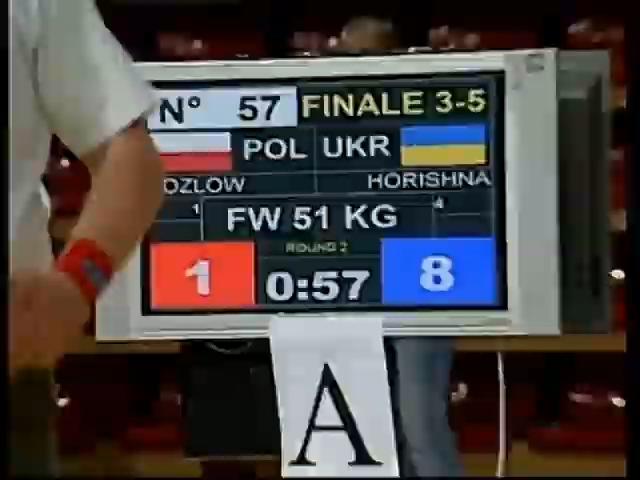 N° 57 FINALE 3-5
POL UKR
OZLOW HORISHNA
1 FW 51 KG 4
ROUND 2
1 0:57 8
A